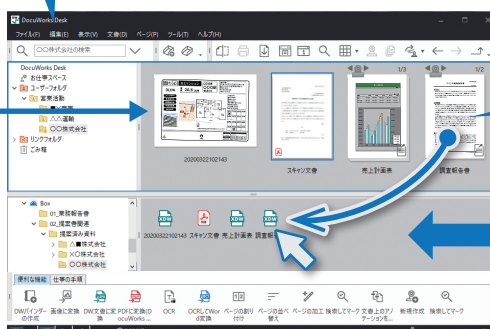 DocuWorks Desk
ファイル(F) 編集(E) 表示(V) 文書(D) ページ(P) ツール(T) ヘルプ(H)
〇〇株式会社の検索
DocuWorks Desk
お仕事スペース
ユーザーフォルダ
営業活動
△△運輸
〇〇株式会社
リンクフォルダ
ごみ箱
1/3
1/2
20200322102143
スキャン文書
売上計画表
調査報告書
Box
01_業務報告書
02_提案書関連
提案済み資料
△■株式会社
×〇株式会社
〇〇株式会社
20200322102143 スキャン文書 売上計画表 調査報
便利な機能 仕事の手順
DW/バインダーの作成
画像に変換
DW文書に変換
PDFに変換(DocuWorks...
OCR
OCRしてWord変換
ページの割り付け
ページの並べ替え
ページの加工
検索してマーク
文書上のアノテーションを...
新規作成
検索してマーク